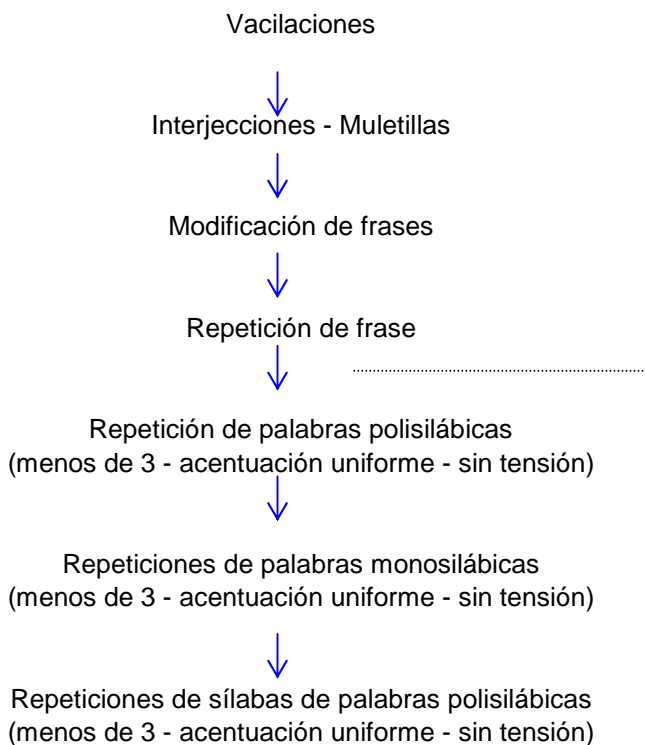 Vacilaciones
Interjecciones - Muletillas
Modificación de frases
Repetición de frase
Repetición de palabras polisilábicas
(menos de 3 - acentuación uniforme - sin tensión)
Repeticiones de palabras monosilábicas
(menos de 3 - acentuación uniforme - sin tensión)
Repeticiones de sílabas de palabras polisilábicas
(menos de 3 - acentuación uniforme - sin tensión)